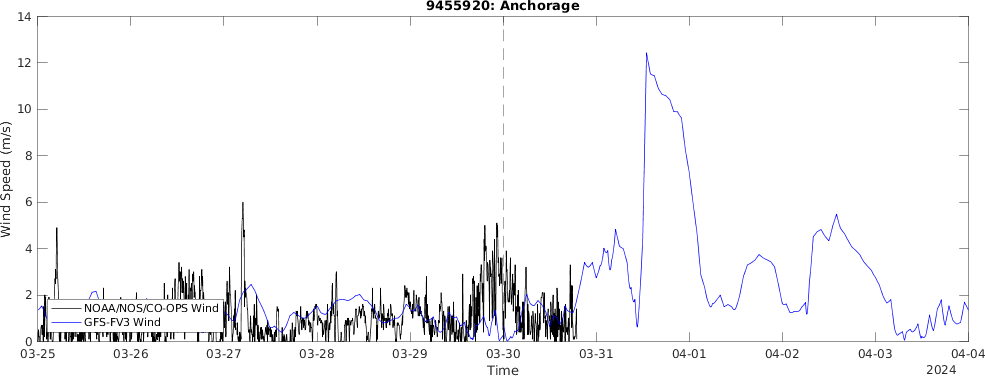 9455920: Anchorage
14
12
10
8
6
4
2
0
Wind Speed (m/s)
NOAA/NOS/CO-OPS Wind
GFS-FV3 Wind
03-25 03-26 03-27 03-28 03-29 03-30 03-31 04-01 04-02 04-03 04-04
Time
2024